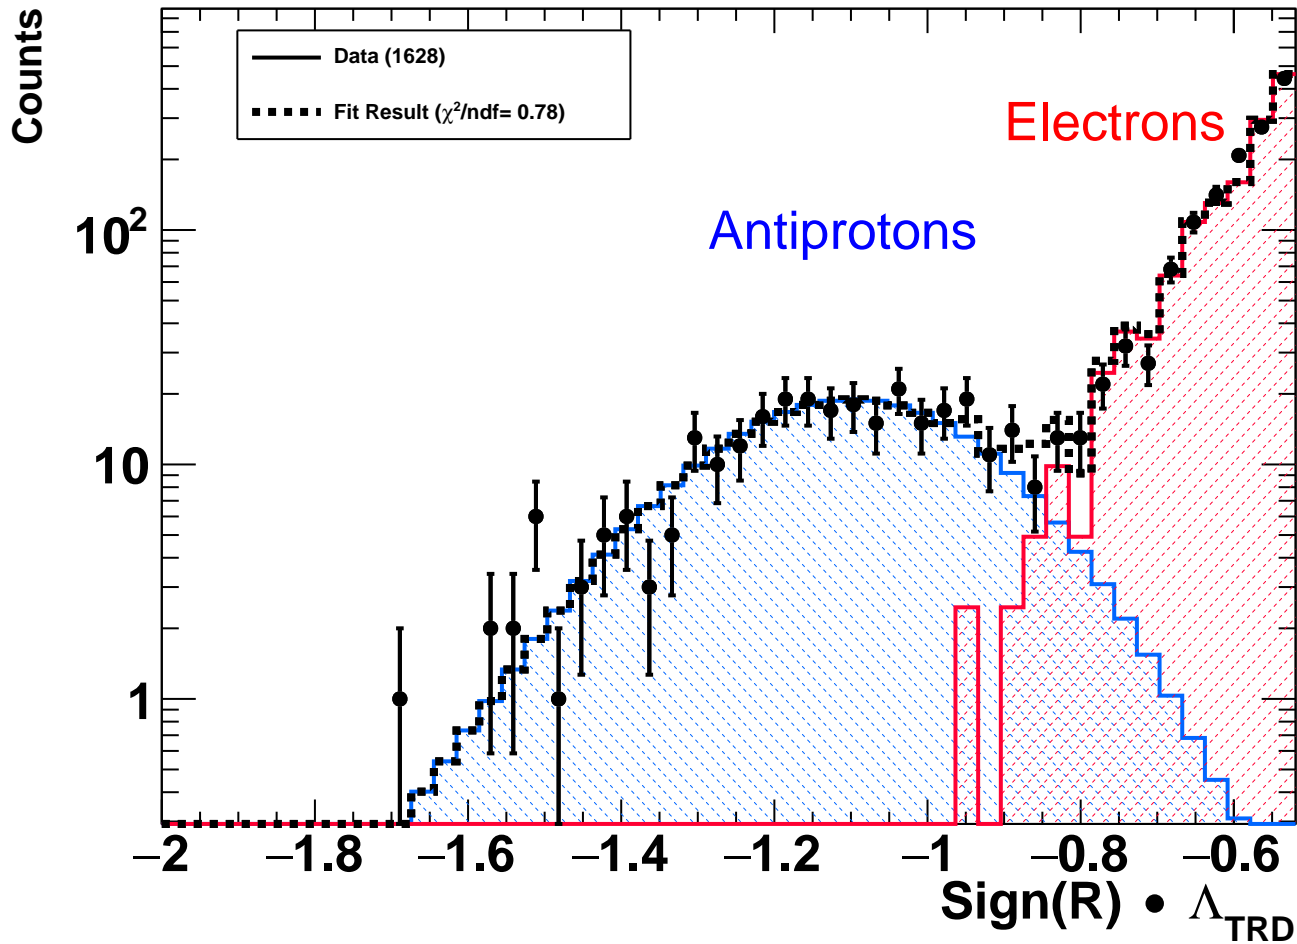 Counts
Data (1628)
Fit Result (χ²/ndf= 0.78)
Electrons
Antiprotons
10²
10
1
−2 −1.8 −1.6 −1.4 −1.2 −1 −0.8 −0.6
Sign(R) • Λ_TRD